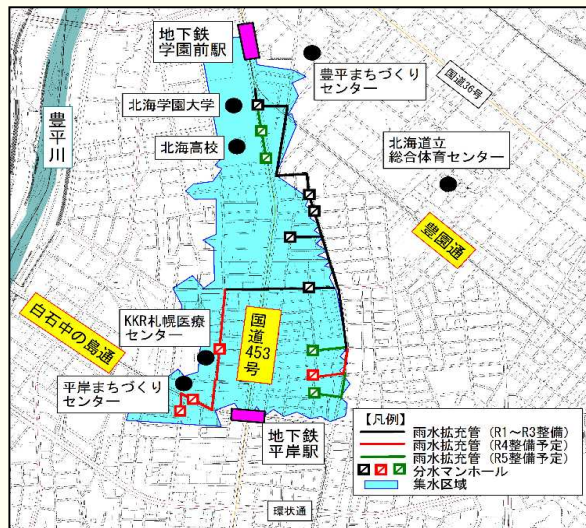 地下鉄
学園前駅
豊平まちづくり
センター
国道36号
北海学園大学
北海高校
豊平川
北海道立
総合体育センター
豊園通
白石中の島通
KKR札幌医療
センター
国道453号
平岸まちづくり
センター
地下鉄
平岸駅
環状通
【凡例】
雨水拡充管（R1～R3整備）
雨水拡充管（R4整備予定）
雨水拡充管（R5整備予定）
分水マンホール
集水区域